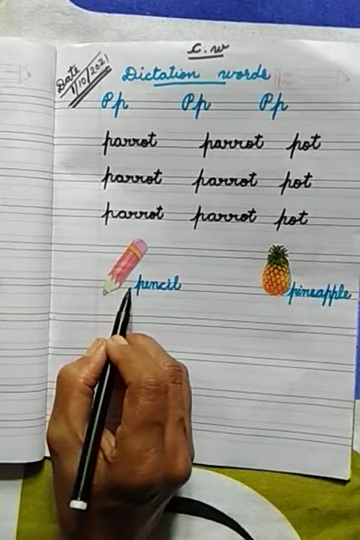 C.W
Date
1/10/2021
Dictation words
Pp Pp Pp
parrot parrot pot
parrot parrot pot
parrot parrot pot
pencil pineapple